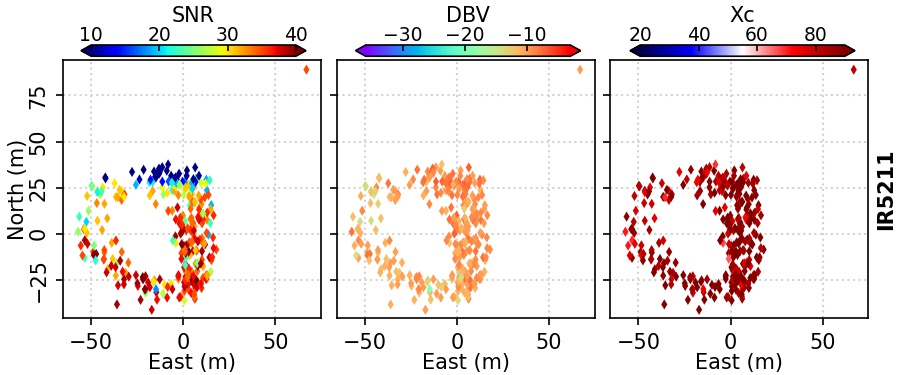 SNR
DBV
Xc
10 20 30 40
−30 −20 −10
20 40 60 80
North (m)
75
50
25
0
−25
−50 0 50
−50 0 50
−50 0 50
East (m)
East (m)
East (m)
IR5211